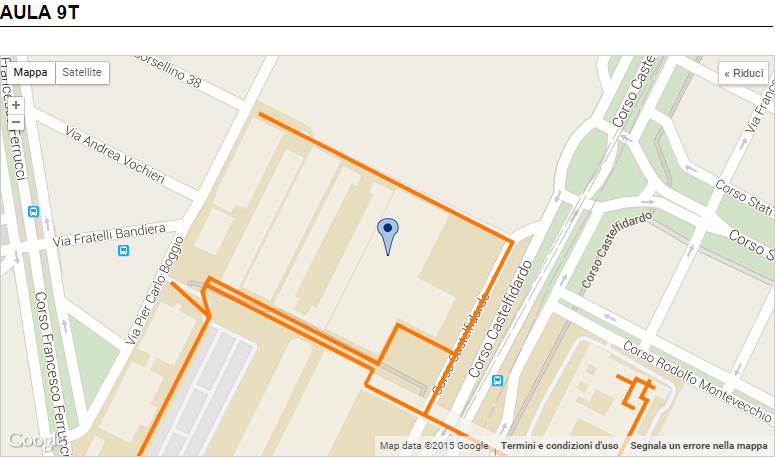 AULA 9T
Mappa
Satellite
« Riduci
+
−
Corsellino 38
Via Andrea Vochieri
Via Fratelli Bandiera
Via Pier Carlo Boggio
Francesco Ferrucci
Corso Francesco Ferrucci
Corso Castelfidardo
Corso Castelfidardo
Corso Castelfidardo
Corso Castelfidardo
Corso Stati
Corso
Via
Corso Rodolfo Montevecchio
Google
Map data ©2015 Google
Termini e condizioni d'uso
Segnala un errore nella mappa